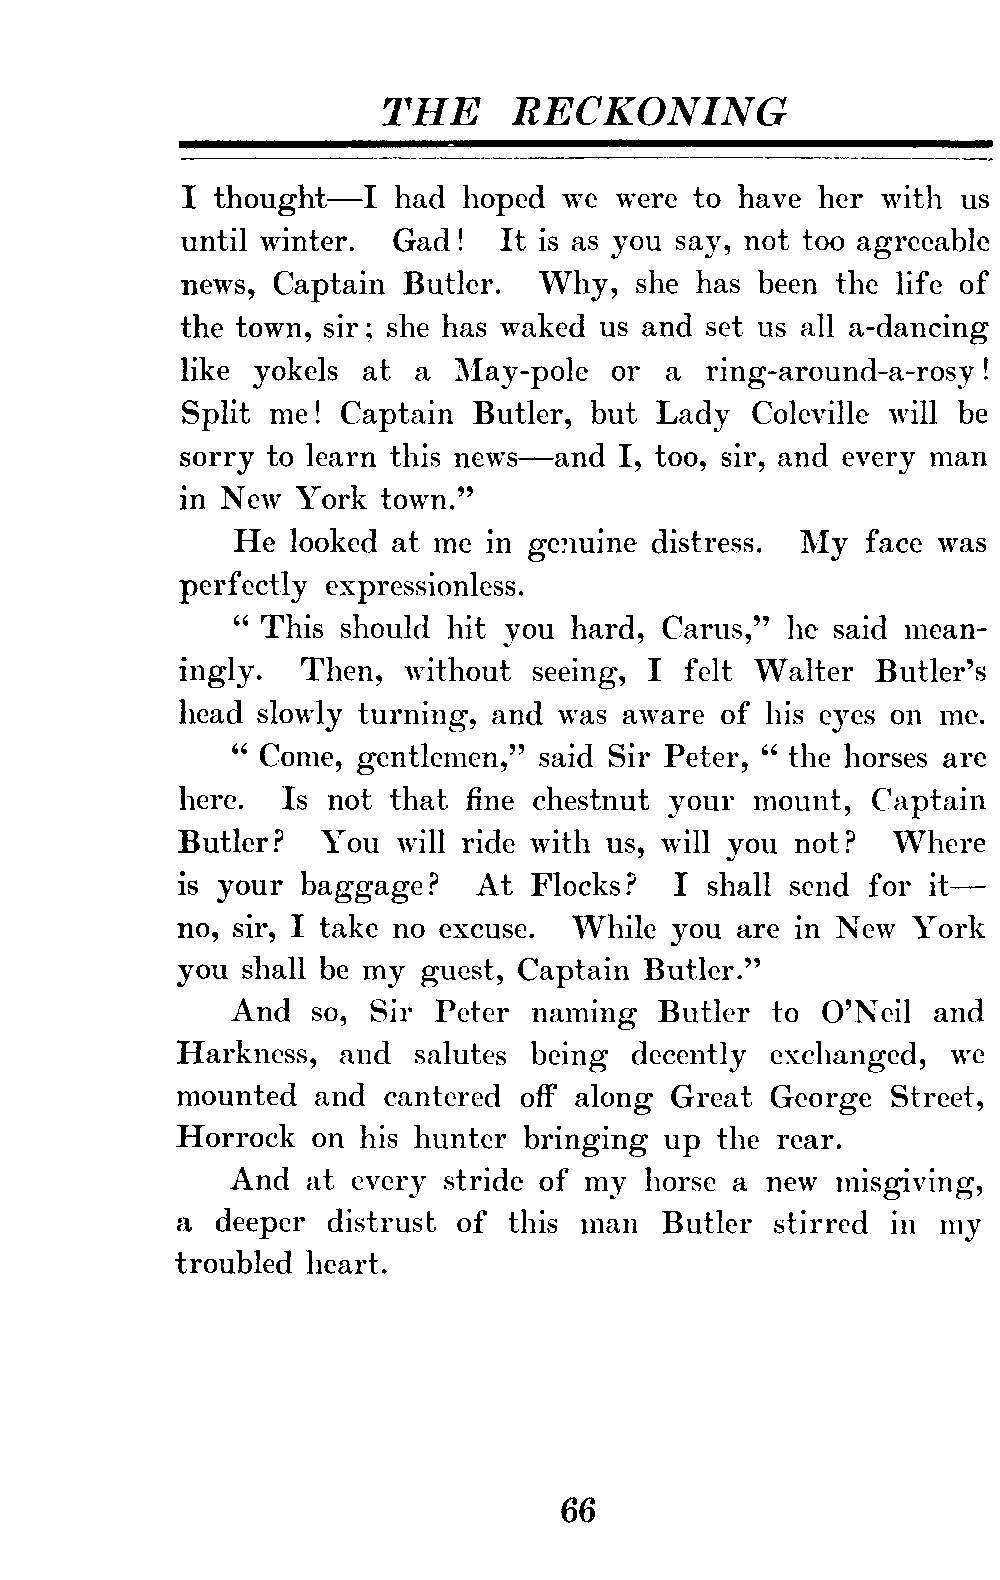 THE RECKONING
I thought—I had hoped we were to have her with us
until winter. Gad! It is as you say, not too agreeable
news, Captain Butler. Why, she has been the life of
the town, sir; she has waked us and set us all a-dancing
like yokels at a May-pole or a ring-around-a-rosy!
Split me! Captain Butler, but Lady Coleville will be
sorry to learn this news—and I, too, sir, and every man
in New York town.”
He looked at me in genuine distress. My face was
perfectly expressionless.
“ This should hit you hard, Carus,” he said mean-
ingly. Then, without seeing, I felt Walter Butler’s
head slowly turning, and was aware of his eyes on me.
“ Come, gentlemen,” said Sir Peter, “ the horses are
here. Is not that fine chestnut your mount, Captain
Butler? You will ride with us, will you not? Where
is your baggage? At Flocks? I shall send for it—
no, sir, I take no excuse. While you are in New York
you shall be my guest, Captain Butler.”
And so, Sir Peter naming Butler to O’Neil and
Harkness, and salutes being decently exchanged, we
mounted and cantered off along Great George Street,
Horrock on his hunter bringing up the rear.
And at every stride of my horse a new misgiving,
a deeper distrust of this man Butler stirred in my
troubled heart.
66